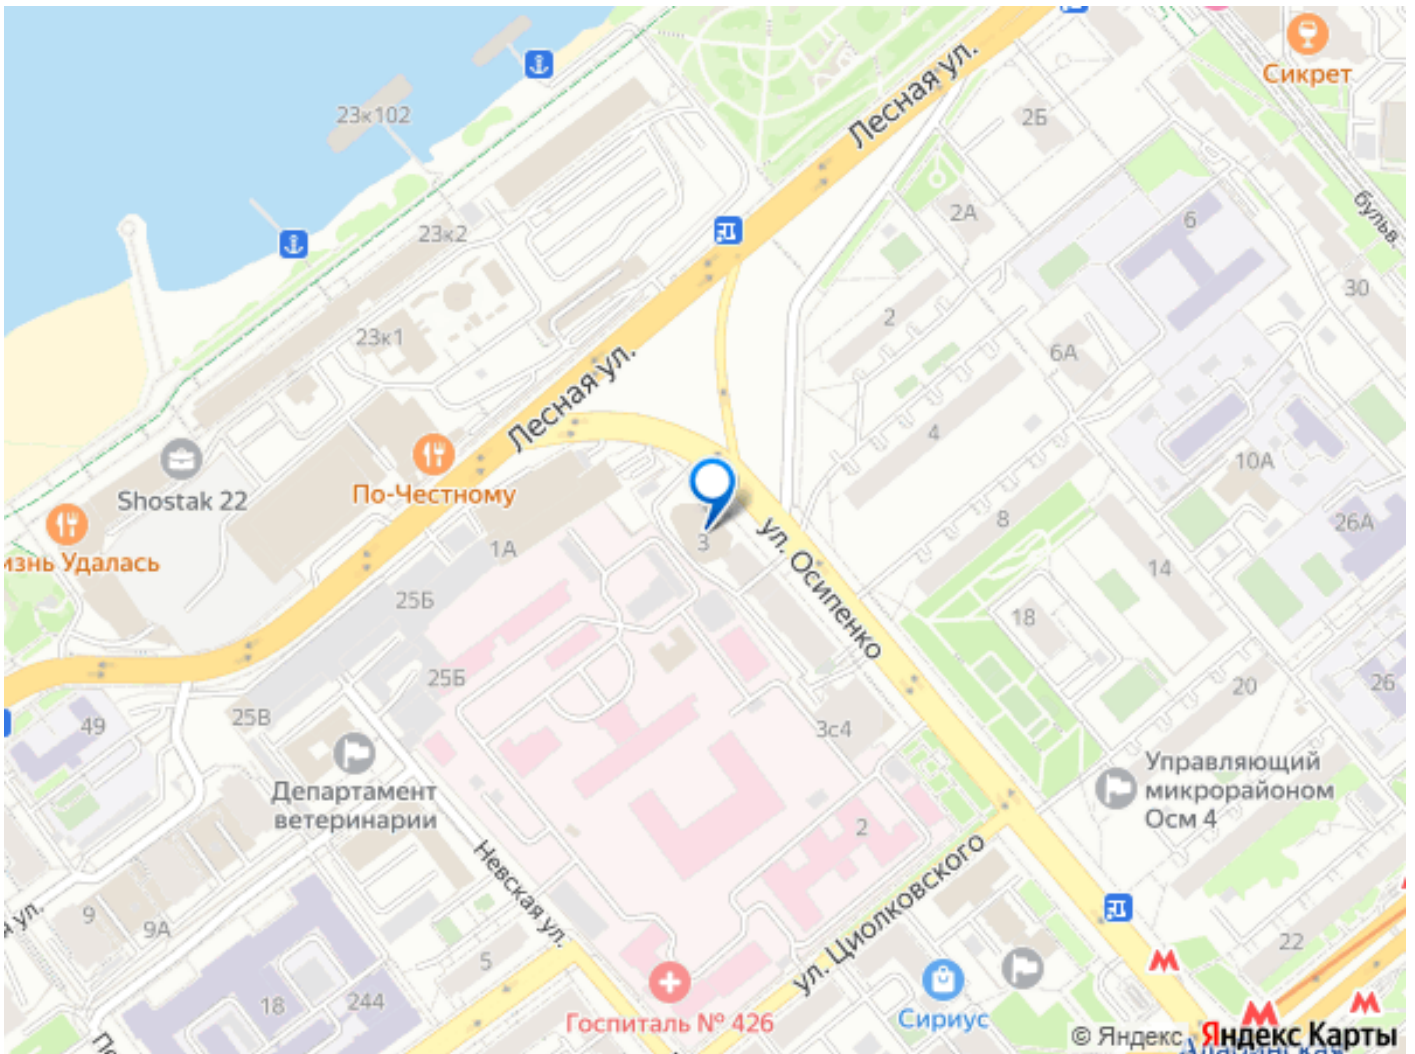 Сикрет
Лесная ул.
2Б
23к102
2А
6
бульв.
23к2
30
2
23к1
6А
Лесная ул.
4
10А
По-Честному
Shostak 22
8
26А
ул. Осипенко
3
1А
изнь Удалась
14
25Б
18
25Б
20
26
25В
49
3с4
Управляющий
микрорайоном
Осм 4
Департамент
ветеринарии
2
Невская ул.
ул. Циолковского
9
9А
а ул.
22
5
18
244
Госпиталь № 426
Сириус
© Яндекс
Яндекс Карты